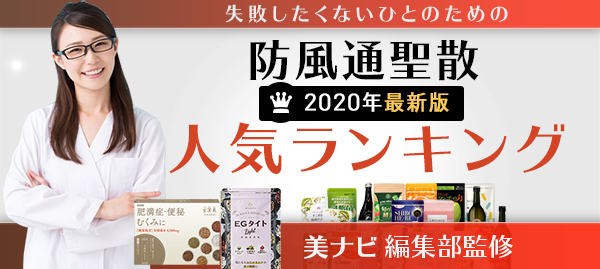 失敗したくないひとのための
防風通聖散
2020年最新版
人気ランキング
肥満症・便秘
むくみに
EGタイト
Light
美ナビ 編集部監修